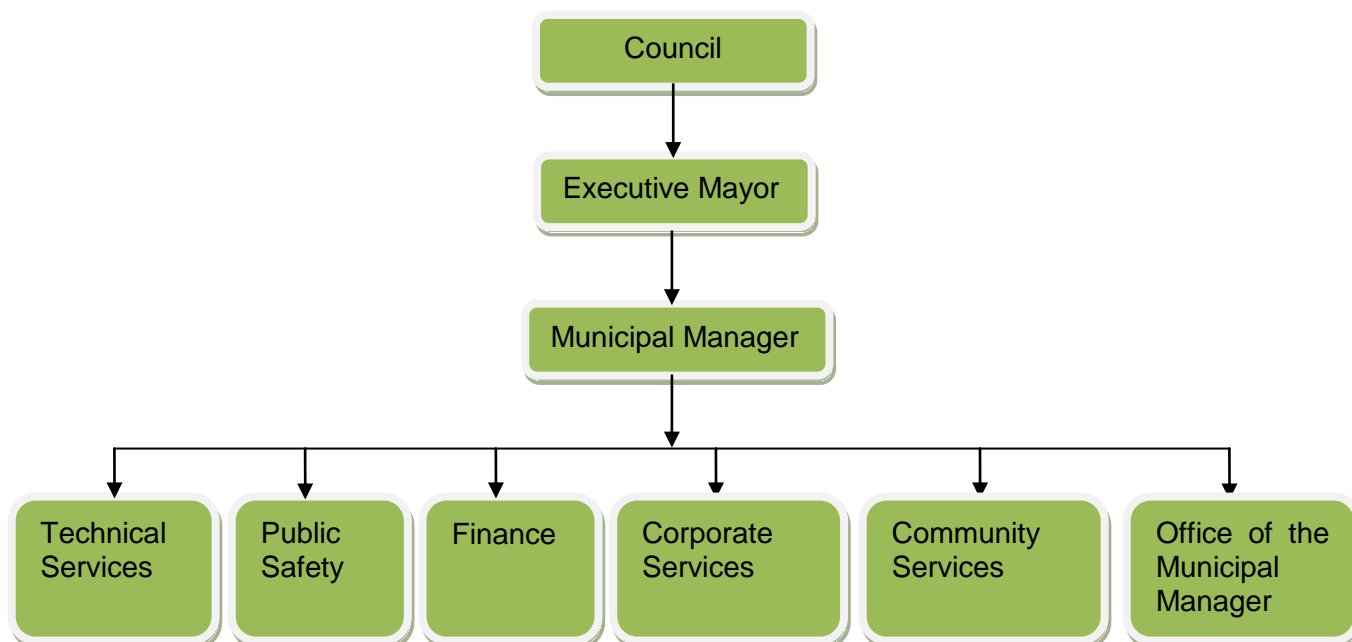 Council
Executive Mayor
Municipal Manager
Technical
Services
Public
Safety
Finance
Corporate
Services
Community
Services
Office of the
Municipal
Manager